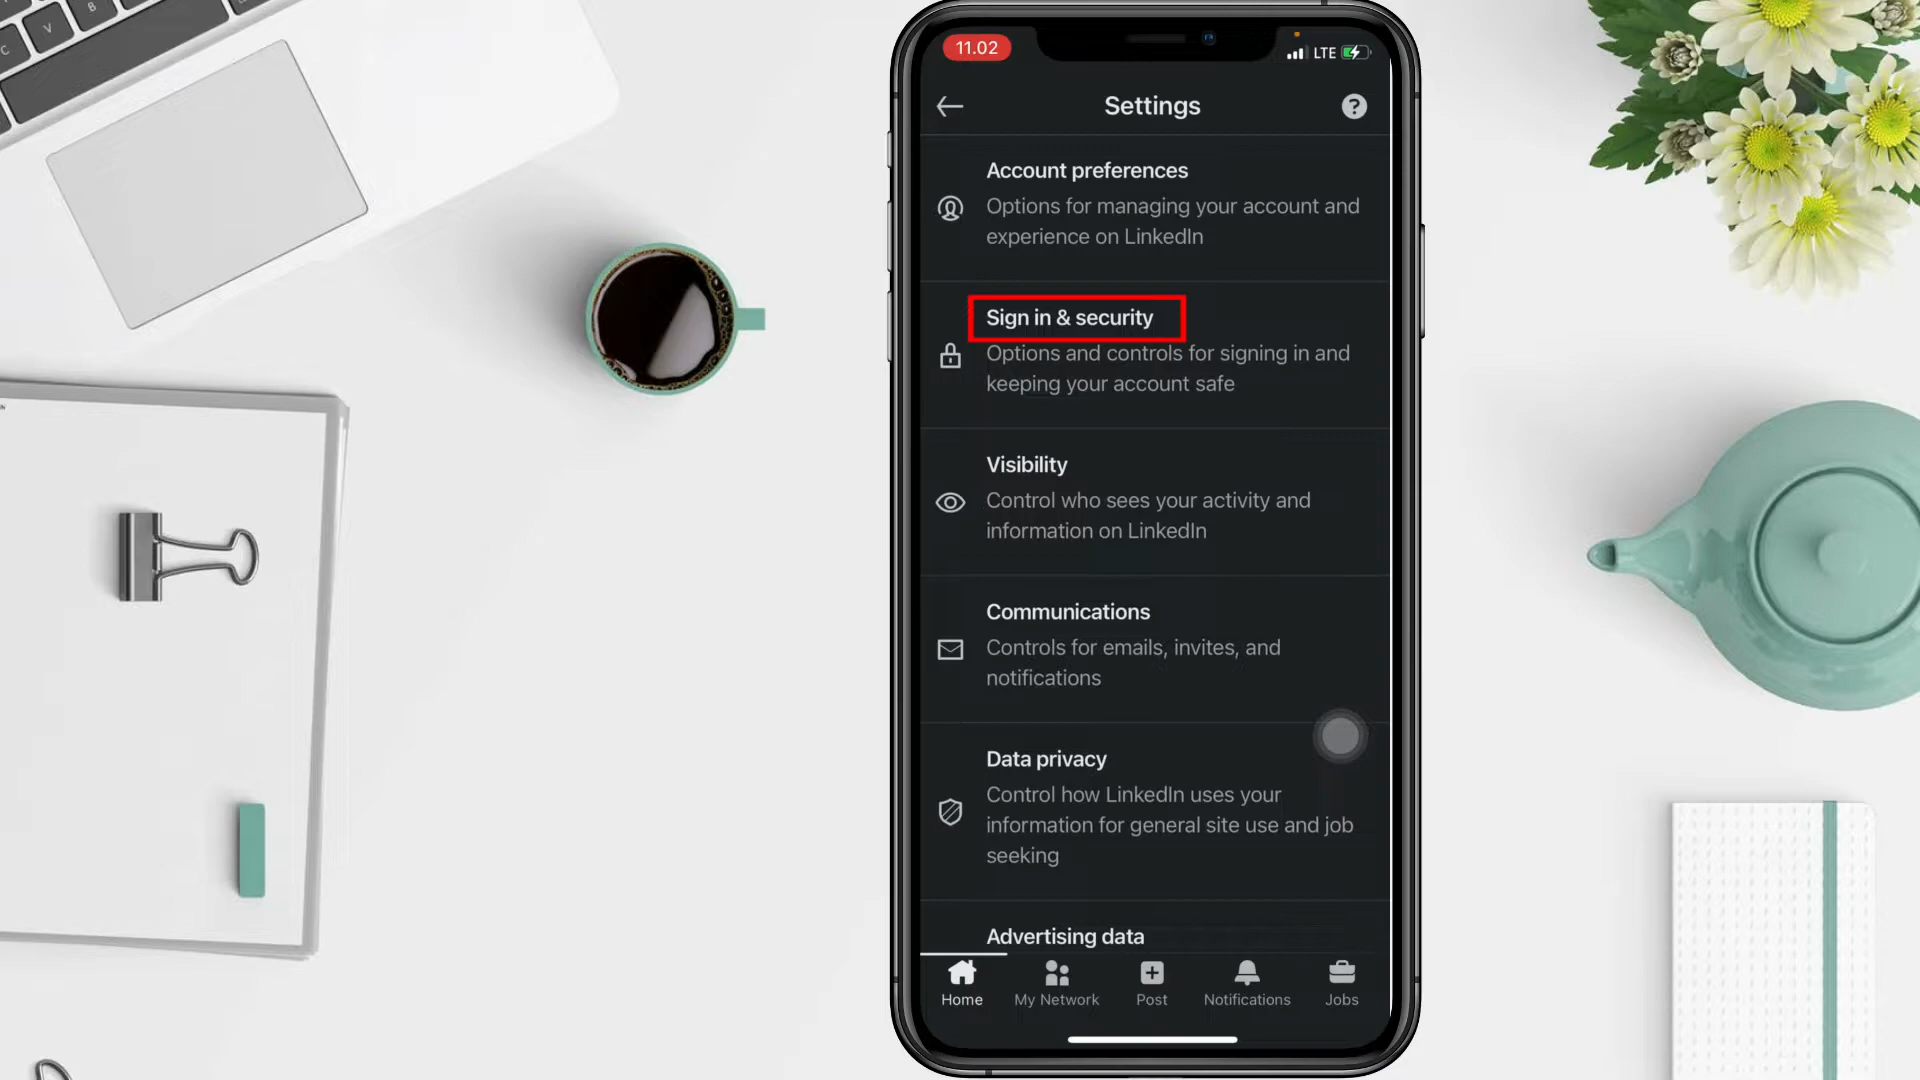 C
V
B
11.02
LTE
Settings
?
Account preferences
Options for managing your account and
experience on LinkedIn
Sign in & security
Options and controls for signing in and
keeping your account safe
Visibility
Control who sees your activity and
information on LinkedIn
Communications
Controls for emails, invites, and
notifications
Data privacy
Control how LinkedIn uses your
information for general site use and job
seeking
Advertising data
Home My Network Post Notifications Jobs